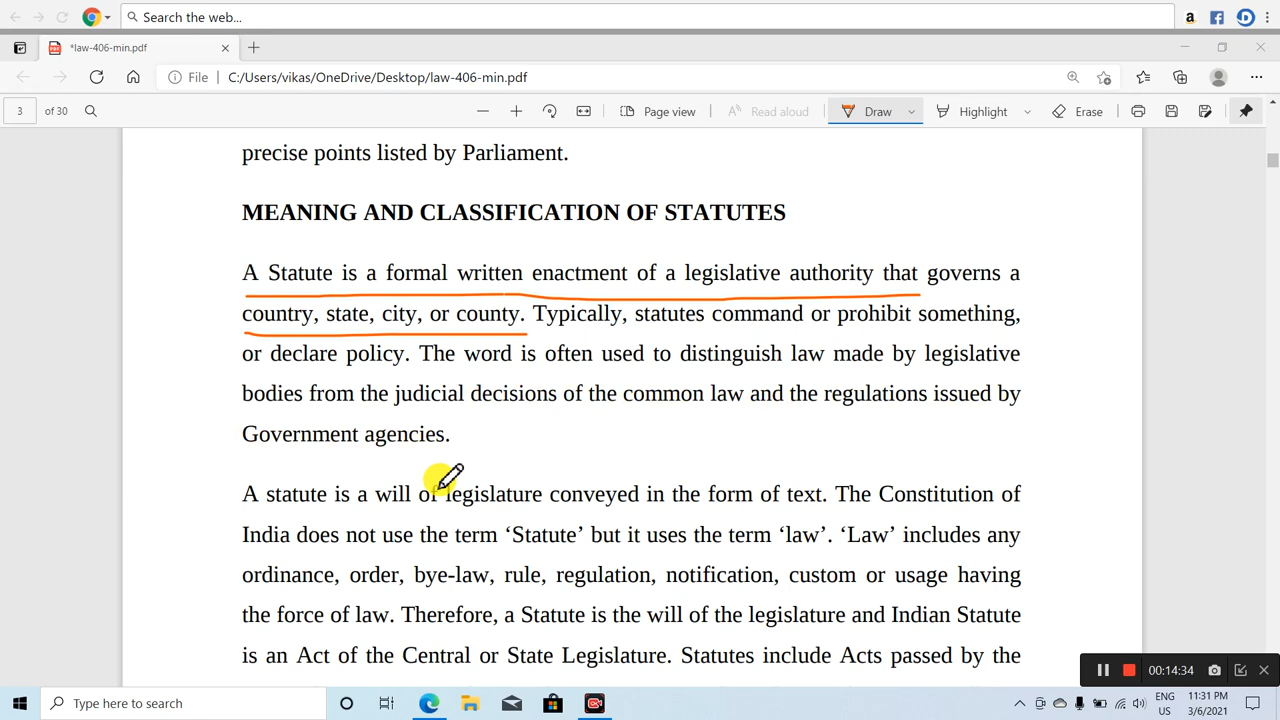 Search the web...
*law-406-min.pdf
File C:/Users/vikas/OneDrive/Desktop/law-406-min.pdf
3 of 30 Page view Read aloud Draw Highlight Erase
precise points listed by Parliament.
MEANING AND CLASSIFICATION OF STATUTES
A Statute is a formal written enactment of a legislative authority that governs a
country, state, city, or county. Typically, statutes command or prohibit something,
or declare policy. The word is often used to distinguish law made by legislative
bodies from the judicial decisions of the common law and the regulations issued by
Government agencies.
A statute is a will of legislature conveyed in the form of text. The Constitution of
India does not use the term ‘Statute’ but it uses the term ‘law’. ‘Law’ includes any
ordinance, order, bye-law, rule, regulation, notification, custom or usage having
the force of law. Therefore, a Statute is the will of the legislature and Indian Statute
is an Act of the Central or State Legislature. Statutes include Acts passed by the
00:14:34
Type here to search
ENG
US
11:31 PM
3/6/2021